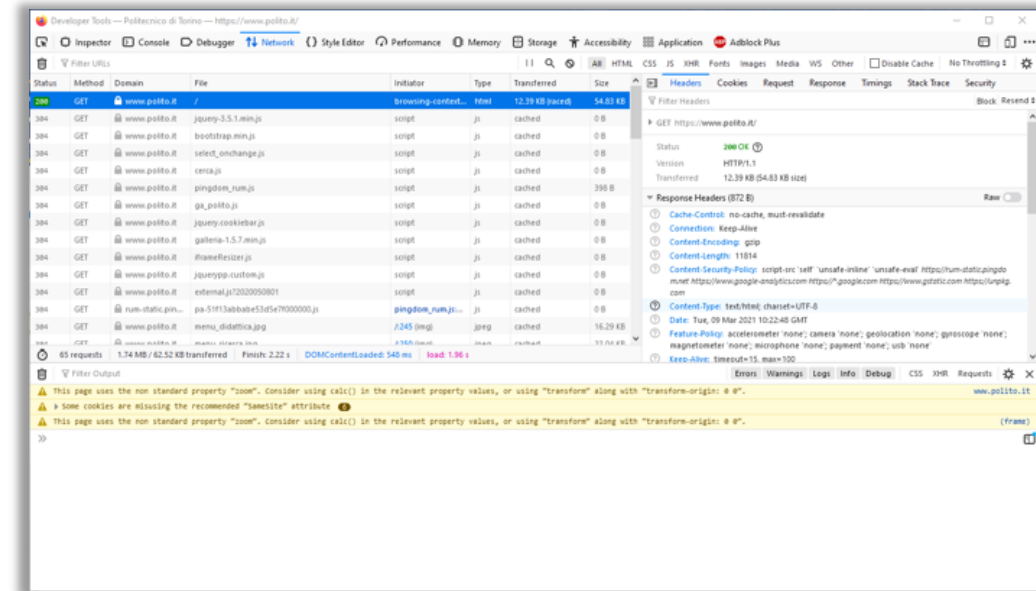 Developer Tools — Politecnico di Torino — https://www.polito.it/
Inspector Console Debugger Network Style Editor Performance Memory Storage Accessibility Application Adblock Plus
Filter URLs All HTML CSS JS XHR Fonts Images Media WS Other Disable Cache No Throttling
Status Method Domain File Initiator Type Transferred Size
200 GET www.polito.it / browsing-context... html 12.39 KB (raced) 54.83 KB
304 GET www.polito.it jquery-3.5.1.min.js script js cached 0 B
304 GET www.polito.it bootstrap.min.js script js cached 0 B
304 GET www.polito.it select_onchange.js script js cached 0 B
304 GET www.polito.it cerca.js script js cached 0 B
304 GET www.polito.it pingdom_rum.js script js cached 398 B
304 GET www.polito.it ga_polito.js script js cached 0 B
304 GET www.polito.it jquery.cookiebar.js script js cached 0 B
304 GET www.polito.it galleria-1.5.7.min.js script js cached 0 B
304 GET www.polito.it iframeResizer.js script js cached 0 B
304 GET www.polito.it jquerypp-custom.js script js cached 0 B
304 GET www.polito.it external.js?2020050801 script js cached 0 B
304 GET rum-static.pin... pa-51f13abbabe53d5e7f000000.js pingdom_rum.js:... js cached 0 B
304 GET www.polito.it menu_didattica.jpg /:245 (img) jpeg cached 16.29 KB
65 requests 1.74 MB / 62.52 KB transferred Finish: 2.22 s DOMContentLoaded: 548 ms load: 1.96 s
Headers Cookies Request Response Timings Stack Trace Security
Filter Headers Block Resend
GET https://www.polito.it/
Status 200 OK
Version HTTP/1.1
Transferred 12.39 KB (54.83 KB size)
Response Headers (872 B) Raw
Cache-Control: no-cache, must-revalidate
Connection: Keep-Alive
Content-Encoding: gzip
Content-Length: 11814
Content-Security-Policy: script-src 'self' 'unsafe-inline' 'unsafe-eval' https://rum-static.pingdo
m.net https://www.google-analytics.com https://*.google.com https://www.gstatic.com https://unpkg.
com
Content-Type: text/html; charset=UTF-8
Date: Tue, 09 Mar 2021 10:22:48 GMT
Feature-Policy: accelerometer 'none'; camera 'none'; geolocation 'none'; gyroscope 'none';
magnetometer 'none'; microphone 'none'; payment 'none'; usb 'none'
Keep-Alive: timeout=15, max=100
Filter Output Errors Warnings Logs Info Debug CSS XHR Requests
This page uses the non standard property "zoom". Consider using calc() in the relevant property values, or using "transform" along with "transform-origin: 0 0". www.polito.it
Some cookies are misusing the recommended "SameSite" attribute
This page uses the non standard property "zoom". Consider using calc() in the relevant property values, or using "transform" along with "transform-origin: 0 0". (frame)